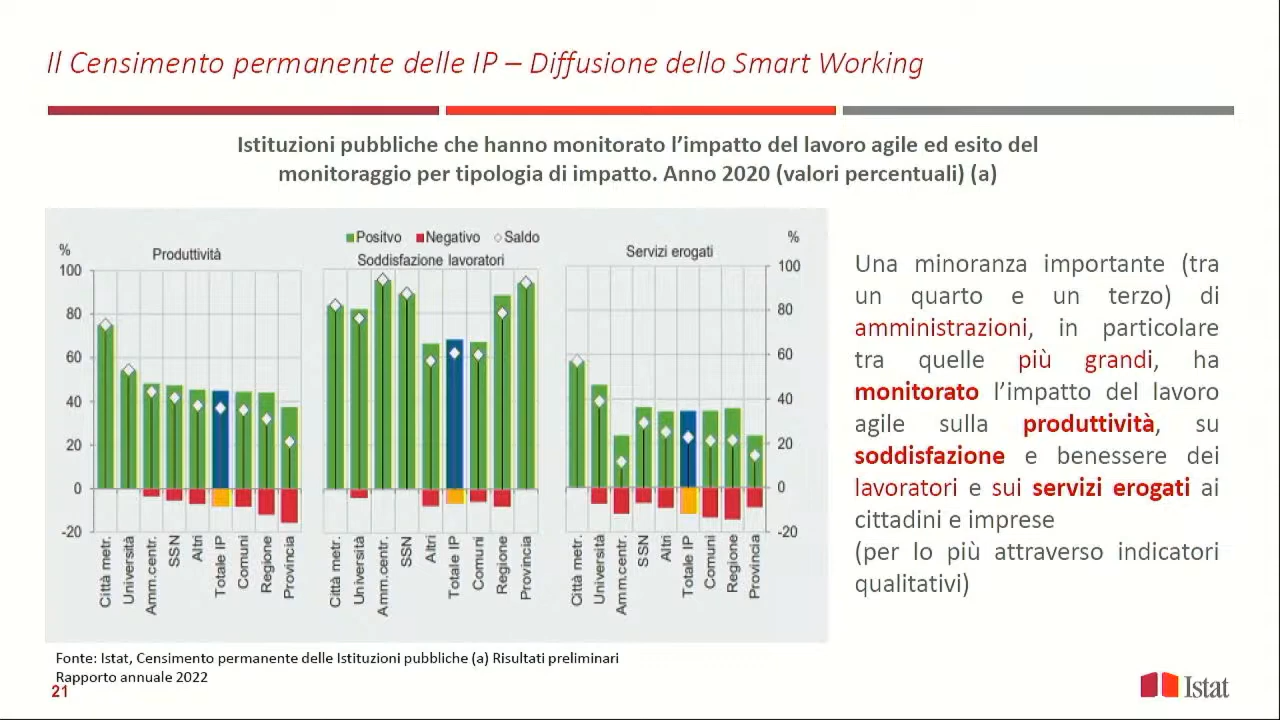 Il Censimento permanente delle IP – Diffusione dello Smart Working
Istituzioni pubbliche che hanno monitorato l'impatto del lavoro agile ed esito del
monitoraggio per tipologia di impatto. Anno 2020 (valori percentuali) (a)
Positvo Negativo Saldo
% Produttività Soddisfazione lavoratori Servizi erogati %
100 100
80 80
60 60
40 40
20 20
0 0
-20 -20
Città metr. Università Amm.centr. SSN Altri Totale IP Comuni Regione Provincia
Città metr. Università Amm.centr. SSN Altri Totale IP Comuni Regione Provincia
Città metr. Università Amm.centr. SSN Altri Totale IP Comuni Regione Provincia
Una minoranza importante (tra
un quarto e un terzo) di
amministrazioni, in particolare
tra quelle più grandi, ha
monitorato l'impatto del lavoro
agile sulla produttività, su
soddisfazione e benessere dei
lavoratori e sui servizi erogati ai
cittadini e imprese
(per lo più attraverso indicatori
qualitativi)
Fonte: Istat, Censimento permanente delle Istituzioni pubbliche (a) Risultati preliminari
Rapporto annuale 2022
21
Istat